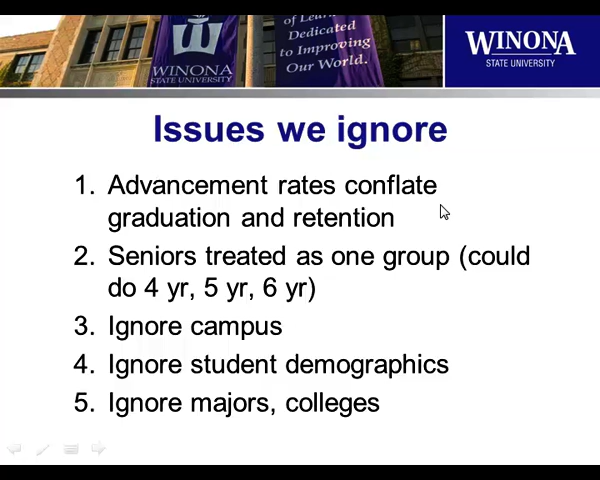 of Lear
Dedicated
to Improving
Our World.
W
WINONA
STATE UNIVERSITY
WINONA
STATE UNIVERSITY
Issues we ignore
1. Advancement rates conflate
graduation and retention
2. Seniors treated as one group (could
do 4 yr, 5 yr, 6 yr)
3. Ignore campus
4. Ignore student demographics
5. Ignore majors, colleges